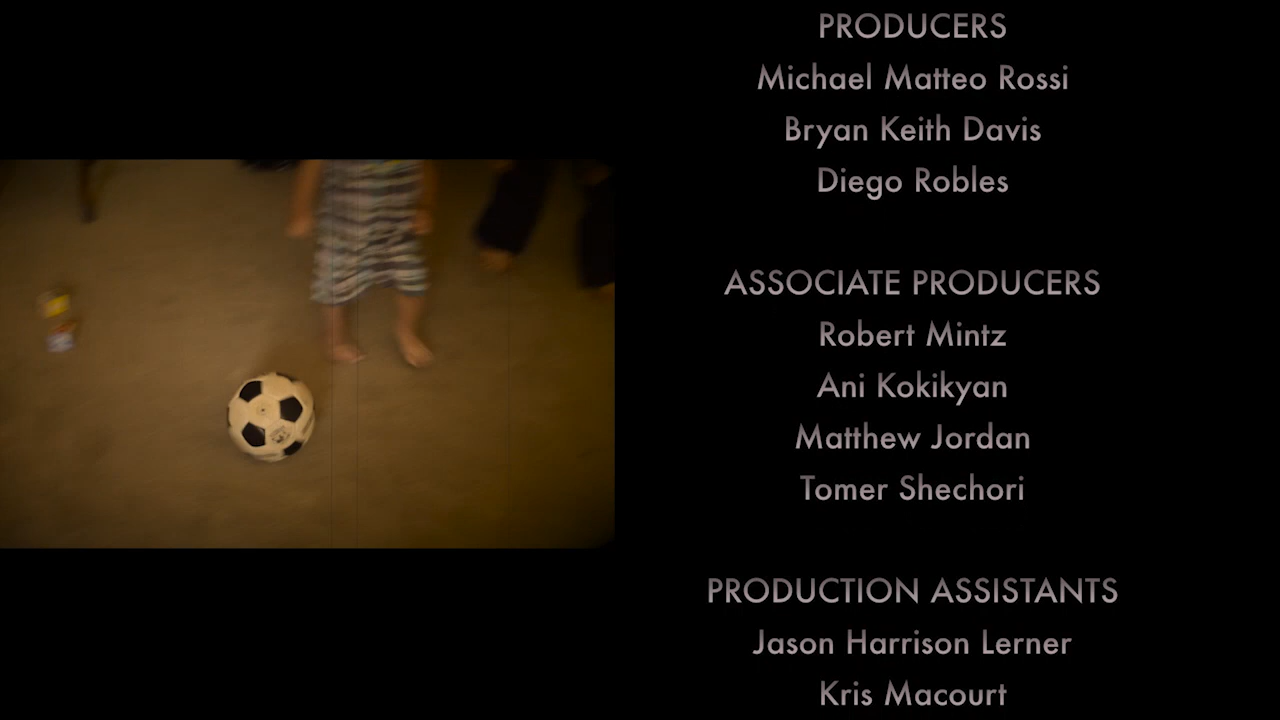 PRODUCERS
Michael Matteo Rossi
Bryan Keith Davis
Diego Robles
ASSOCIATE PRODUCERS
Robert Mintz
Ani Kokikyan
Matthew Jordan
Tomer Shechori
PRODUCTION ASSISTANTS
Jason Harrison Lerner
Kris Macourt